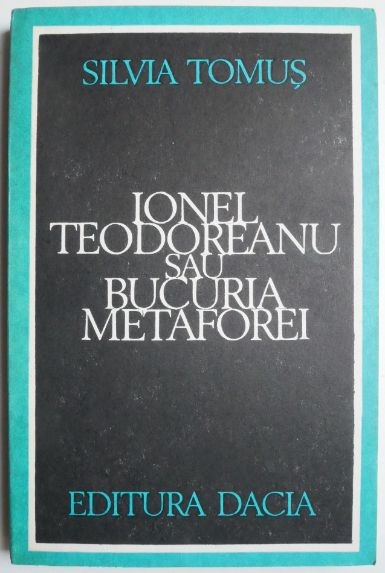 SILVIA TOMUȘ
IONEL
TEODOREANU
SAU
BUCURIA
METAFOREI
EDITURA DACIA